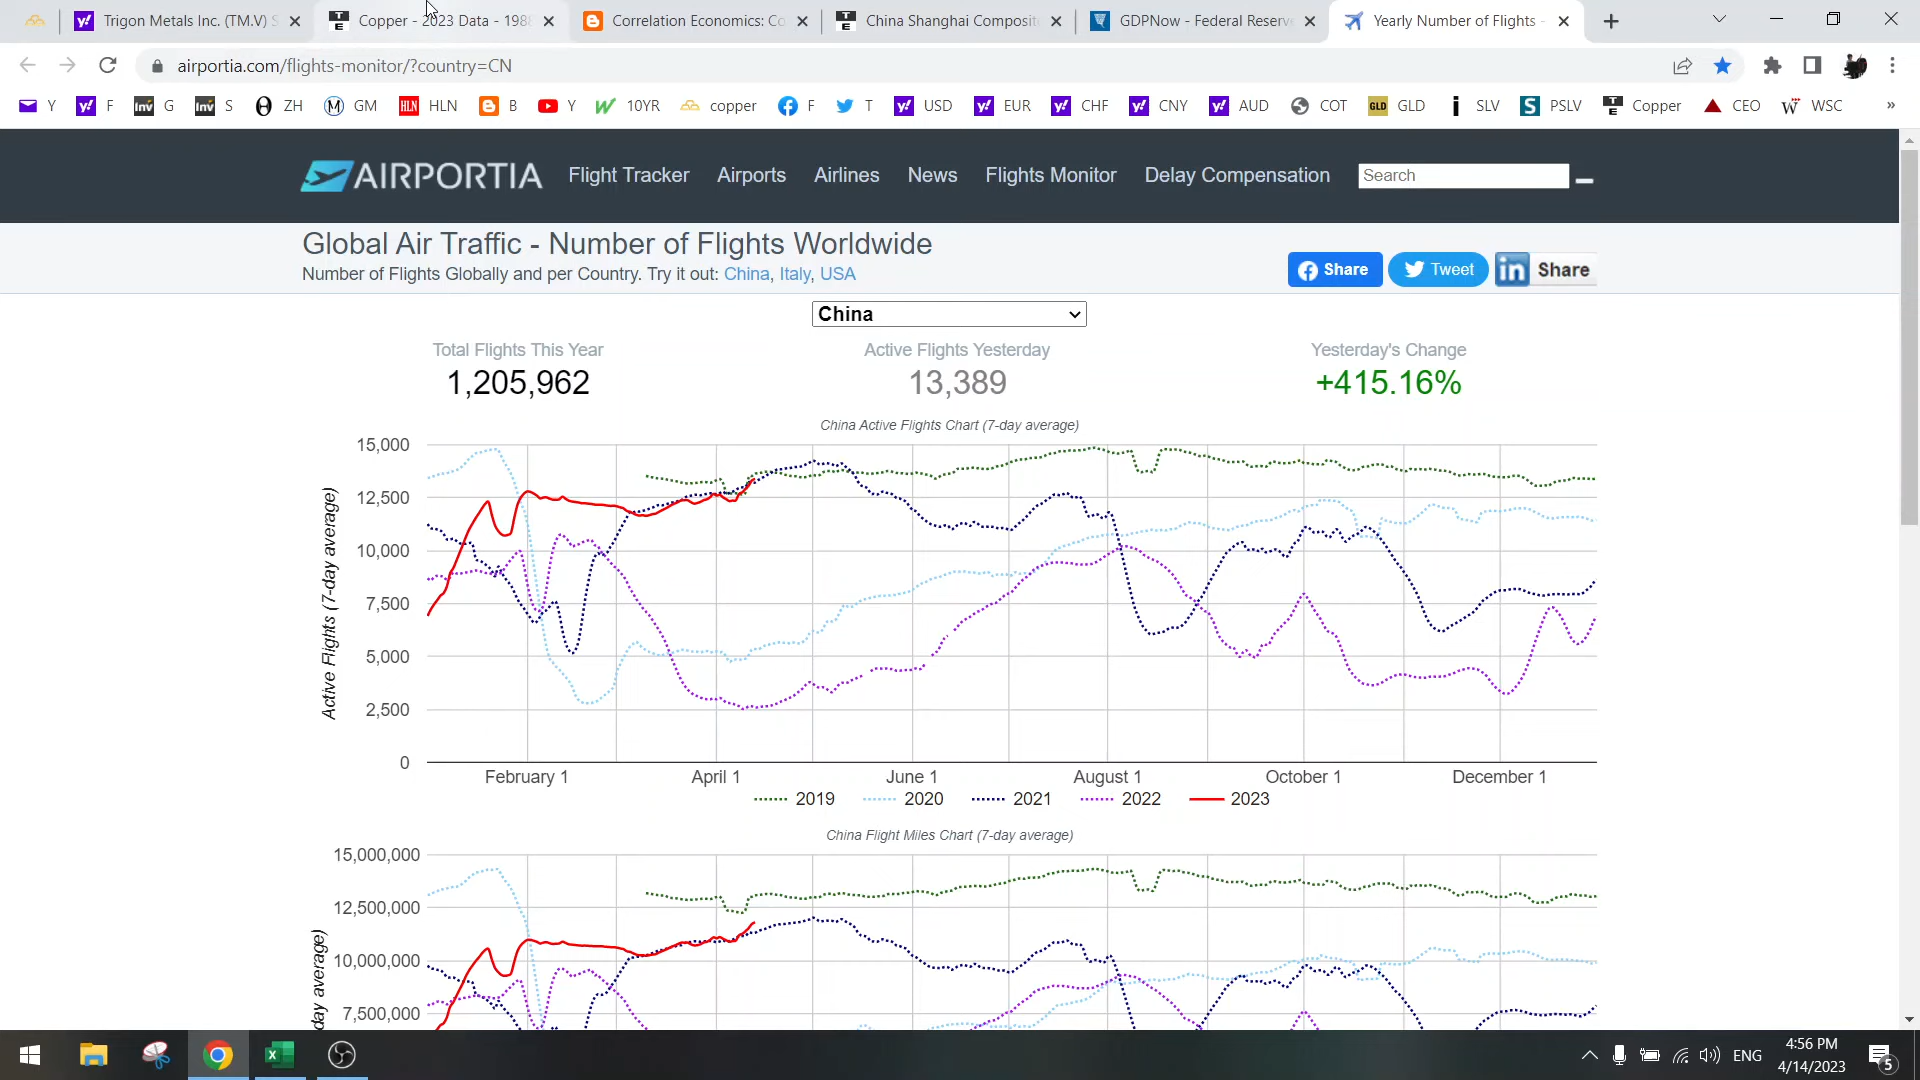 Trigon Metals Inc. (TM.V) S
Copper - 2023 Data - 1988
Correlation Economics: Co
China Shanghai Composite
GDPNow - Federal Reserve
Yearly Number of Flights -
airportia.com/flights-monitor/?country=CN
Y F G S ZH GM HLN B Y 10YR copper F T USD EUR CHF CNY AUD COT GLD SLV PSLV Copper CEO WSC »
AIRPORTIA Flight Tracker Airports Airlines News Flights Monitor Delay Compensation Search
Global Air Traffic - Number of Flights Worldwide
Number of Flights Globally and per Country. Try it out: China, Italy, USA
Share Tweet in Share
China
Total Flights This Year Active Flights Yesterday Yesterday's Change
1,205,962 13,389 +415.16%
China Active Flights Chart (7-day average)
Active Flights (7-day average)
15,000
12,500
10,000
7,500
5,000
2,500
0
February 1 April 1 June 1 August 1 October 1 December 1
2019 2020 2021 2022 2023
China Flight Miles Chart (7-day average)
day average)
15,000,000
12,500,000
10,000,000
7,500,000
ENG
4:56 PM
4/14/2023
5